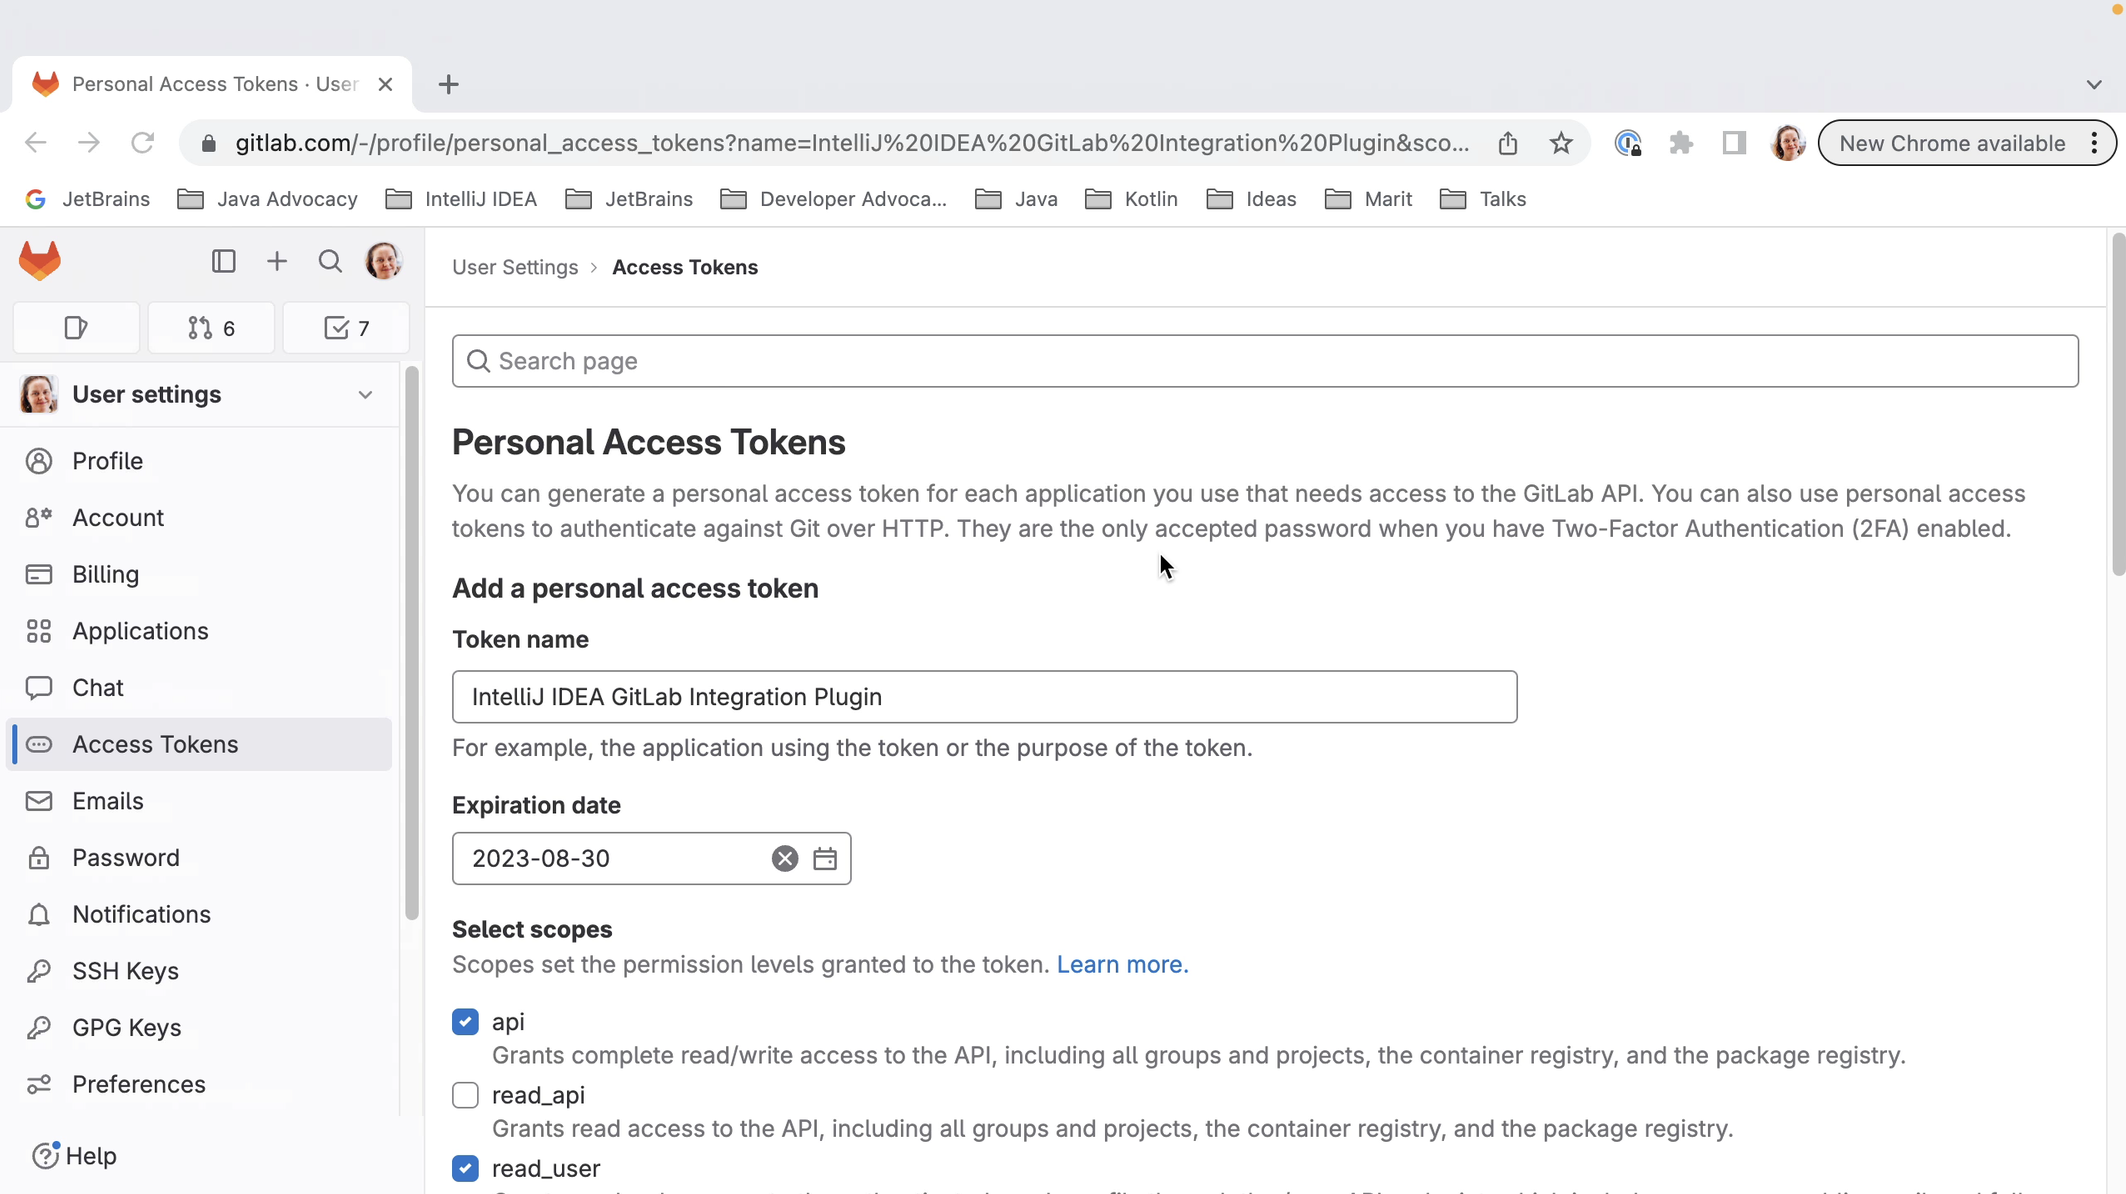 Personal Access Tokens · User
gitlab.com/-/profile/personal_access_tokens?name=IntelliJ%20IDEA%20GitLab%20Integration%20Plugin&sco...
New Chrome available
JetBrains
Java Advocacy
IntelliJ IDEA
JetBrains
Developer Advoca...
Java
Kotlin
Ideas
Marit
Talks
6
7
User settings
Profile
Account
Billing
Applications
Chat
Access Tokens
Emails
Password
Notifications
SSH Keys
GPG Keys
Preferences
Help
User Settings › Access Tokens
Search page
Personal Access Tokens
You can generate a personal access token for each application you use that needs access to the GitLab API. You can also use personal access
tokens to authenticate against Git over HTTP. They are the only accepted password when you have Two-Factor Authentication (2FA) enabled.
Add a personal access token
Token name
IntelliJ IDEA GitLab Integration Plugin
For example, the application using the token or the purpose of the token.
Expiration date
2023-08-30
Select scopes
Scopes set the permission levels granted to the token. Learn more.
api
Grants complete read/write access to the API, including all groups and projects, the container registry, and the package registry.
read_api
Grants read access to the API, including all groups and projects, the container registry, and the package registry.
read_user